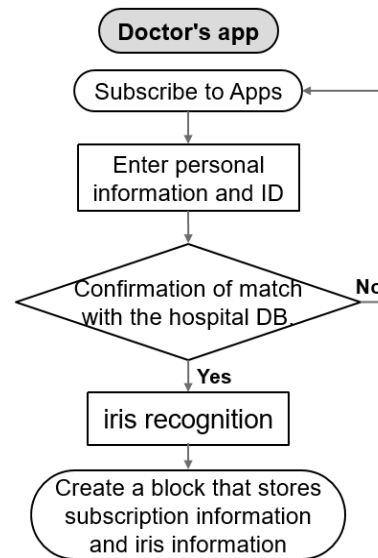 Doctor's app
Subscribe to Apps
Enter personal
information and ID
Confirmation of match
with the hospital DB.
No
Yes
iris recognition
Create a block that stores
subscription information
and iris information